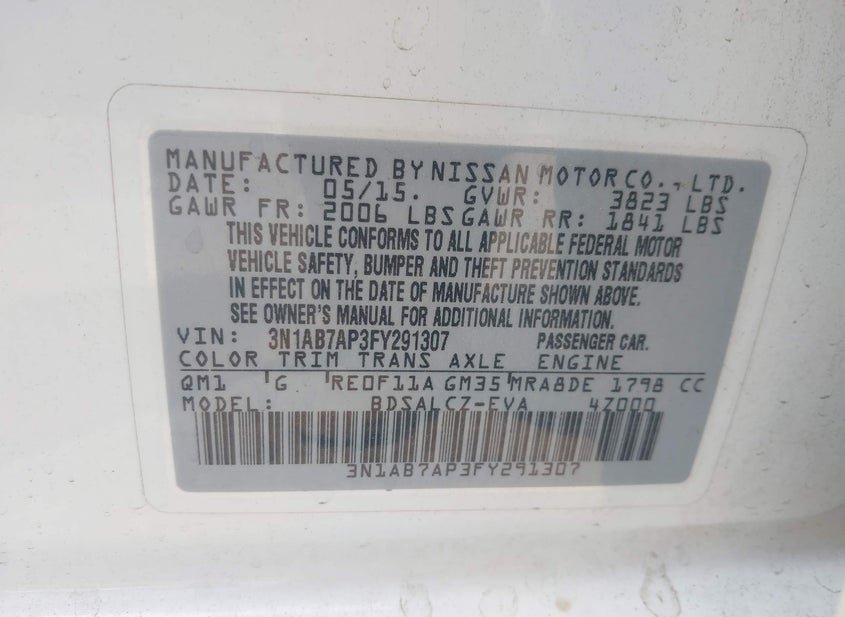 MANUFACTURED BY NISSAN MOTOR CO., LTD.
DATE: 05/15. GVWR: 3823 LBS
GAWR FR: 2006 LBS GAWR RR: 1841 LBS
THIS VEHICLE CONFORMS TO ALL APPLICABLE FEDERAL MOTOR
VEHICLE SAFETY, BUMPER AND THEFT PREVENTION STANDARDS
IN EFFECT ON THE DATE OF MANUFACTURE SHOWN ABOVE.
SEE OWNER'S MANUAL FOR ADDITIONAL INFORMATION.
VIN: 3N1AB7AP3FY291307 PASSENGER CAR.
COLOR TRIM TRANS AXLE ENGINE
QM1 G RE0F11A GM35 MRA8DE 1798 CC
MODEL: BDSALCZ-EVA 4Z000
3N1AB7AP3FY291307